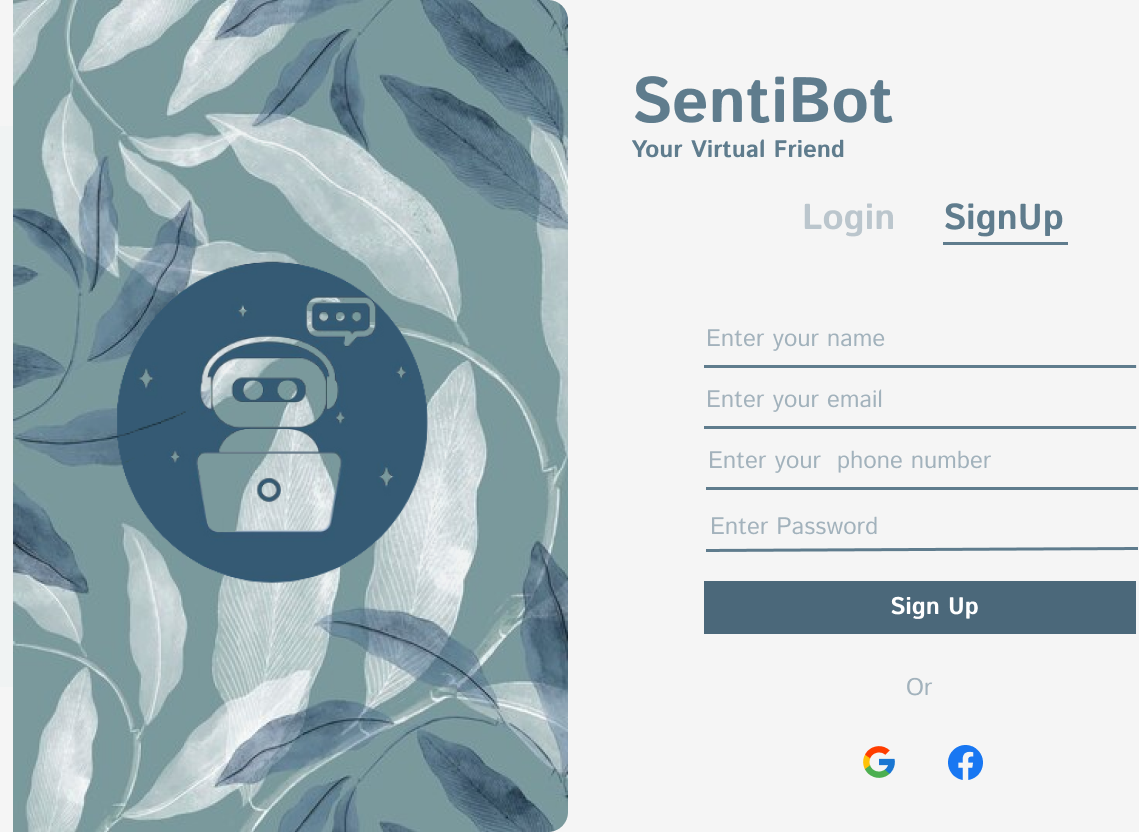 SentiBot
Your Virtual Friend
Login SignUp
Enter your name
Enter your email
Enter your phone number
Enter Password
Sign Up
Or